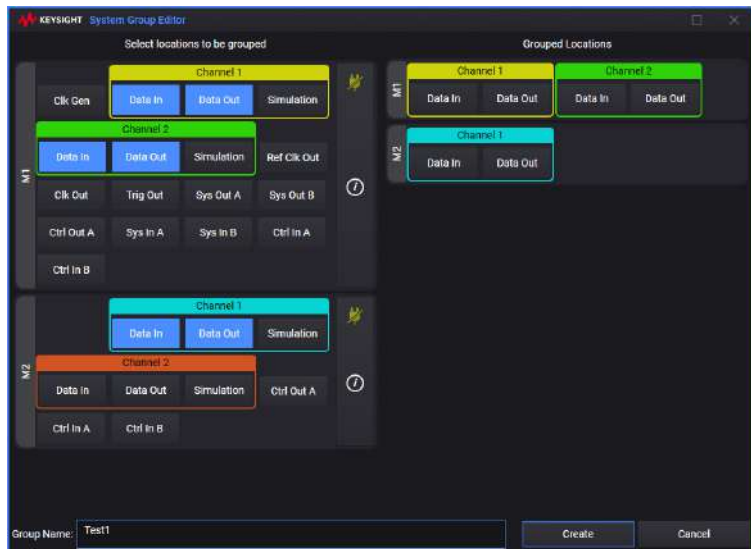 KEYSIGHT System Group Editor
Select locations to be grouped
Grouped Locations
M1
Channel 1
Clk Gen Data In Data Out Simulation
Channel 2
Data In Data Out Simulation Ref Clk Out
Clk Out Trig Out Sys Out A Sys Out B
Ctrl Out A Sys In A Sys In B Ctrl In A
Ctrl In B
M2
Channel 1
Data In Data Out Simulation
Channel 2
Data In Data Out Simulation Ctrl Out A
Ctrl In A Ctrl In B
M1
Channel 1 Channel 2
Data In Data Out Data In Data Out
M2
Channel 1
Data In Data Out
Group Name: Test1
Create Cancel